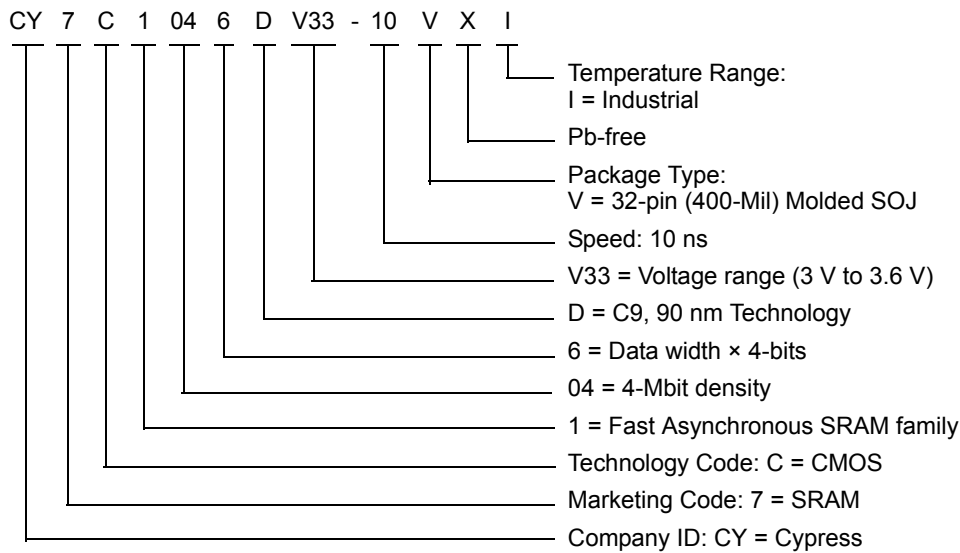 CY 7 C 1 04 6 D V33 - 10 V X I
Temperature Range:
I = Industrial
Pb-free
Package Type:
V = 32-pin (400-Mil) Molded SOJ
Speed: 10 ns
V33 = Voltage range (3 V to 3.6 V)
D = C9, 90 nm Technology
6 = Data width × 4-bits
04 = 4-Mbit density
1 = Fast Asynchronous SRAM family
Technology Code: C = CMOS
Marketing Code: 7 = SRAM
Company ID: CY = Cypress